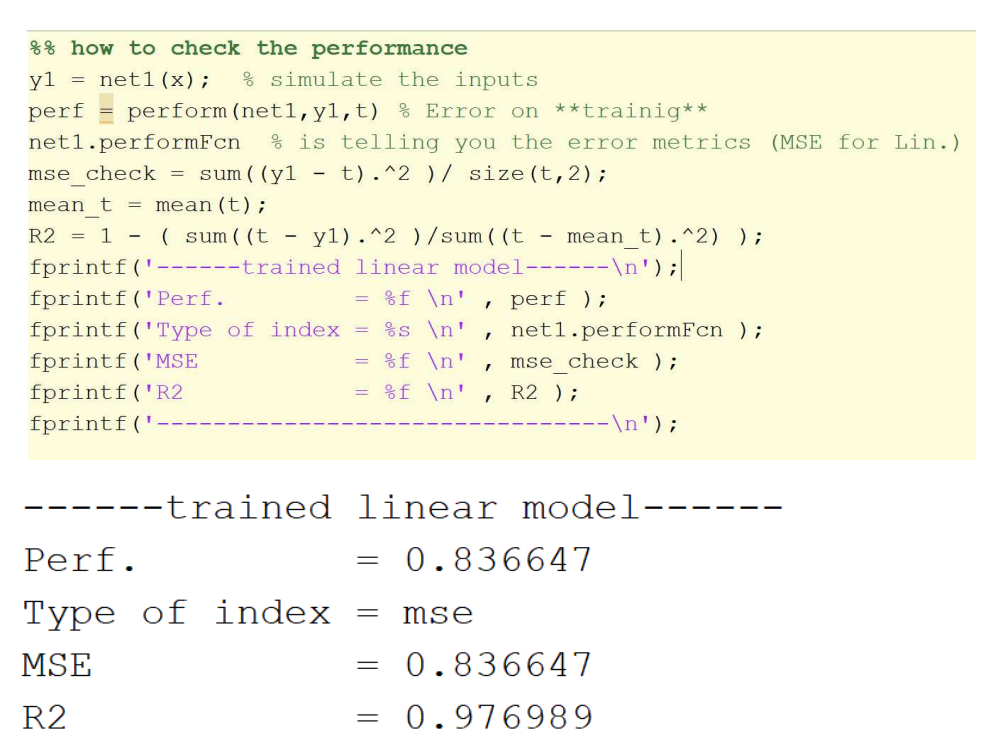 %% how to check the performance
y1 = net1(x);  % simulate the inputs
perf = perform(net1,y1,t) % Error on **trainig**
net1.performFcn  % is telling you the error metrics (MSE for Lin.)
mse_check = sum((y1 - t).^2 )/ size(t,2);
mean_t = mean(t);
R2 = 1 - ( sum((t - y1).^2 )/sum((t - mean_t).^2) );
fprintf('------trained linear model------\n');
fprintf('Perf.         = %f \n' , perf );
fprintf('Type of index = %s \n' , net1.performFcn );
fprintf('MSE           = %f \n' , mse_check );
fprintf('R2            = %f \n' , R2 );
fprintf('--------------------------------\n');
------trained linear model------
Perf.         = 0.836647
Type of index = mse
MSE           = 0.836647
R2            = 0.976989